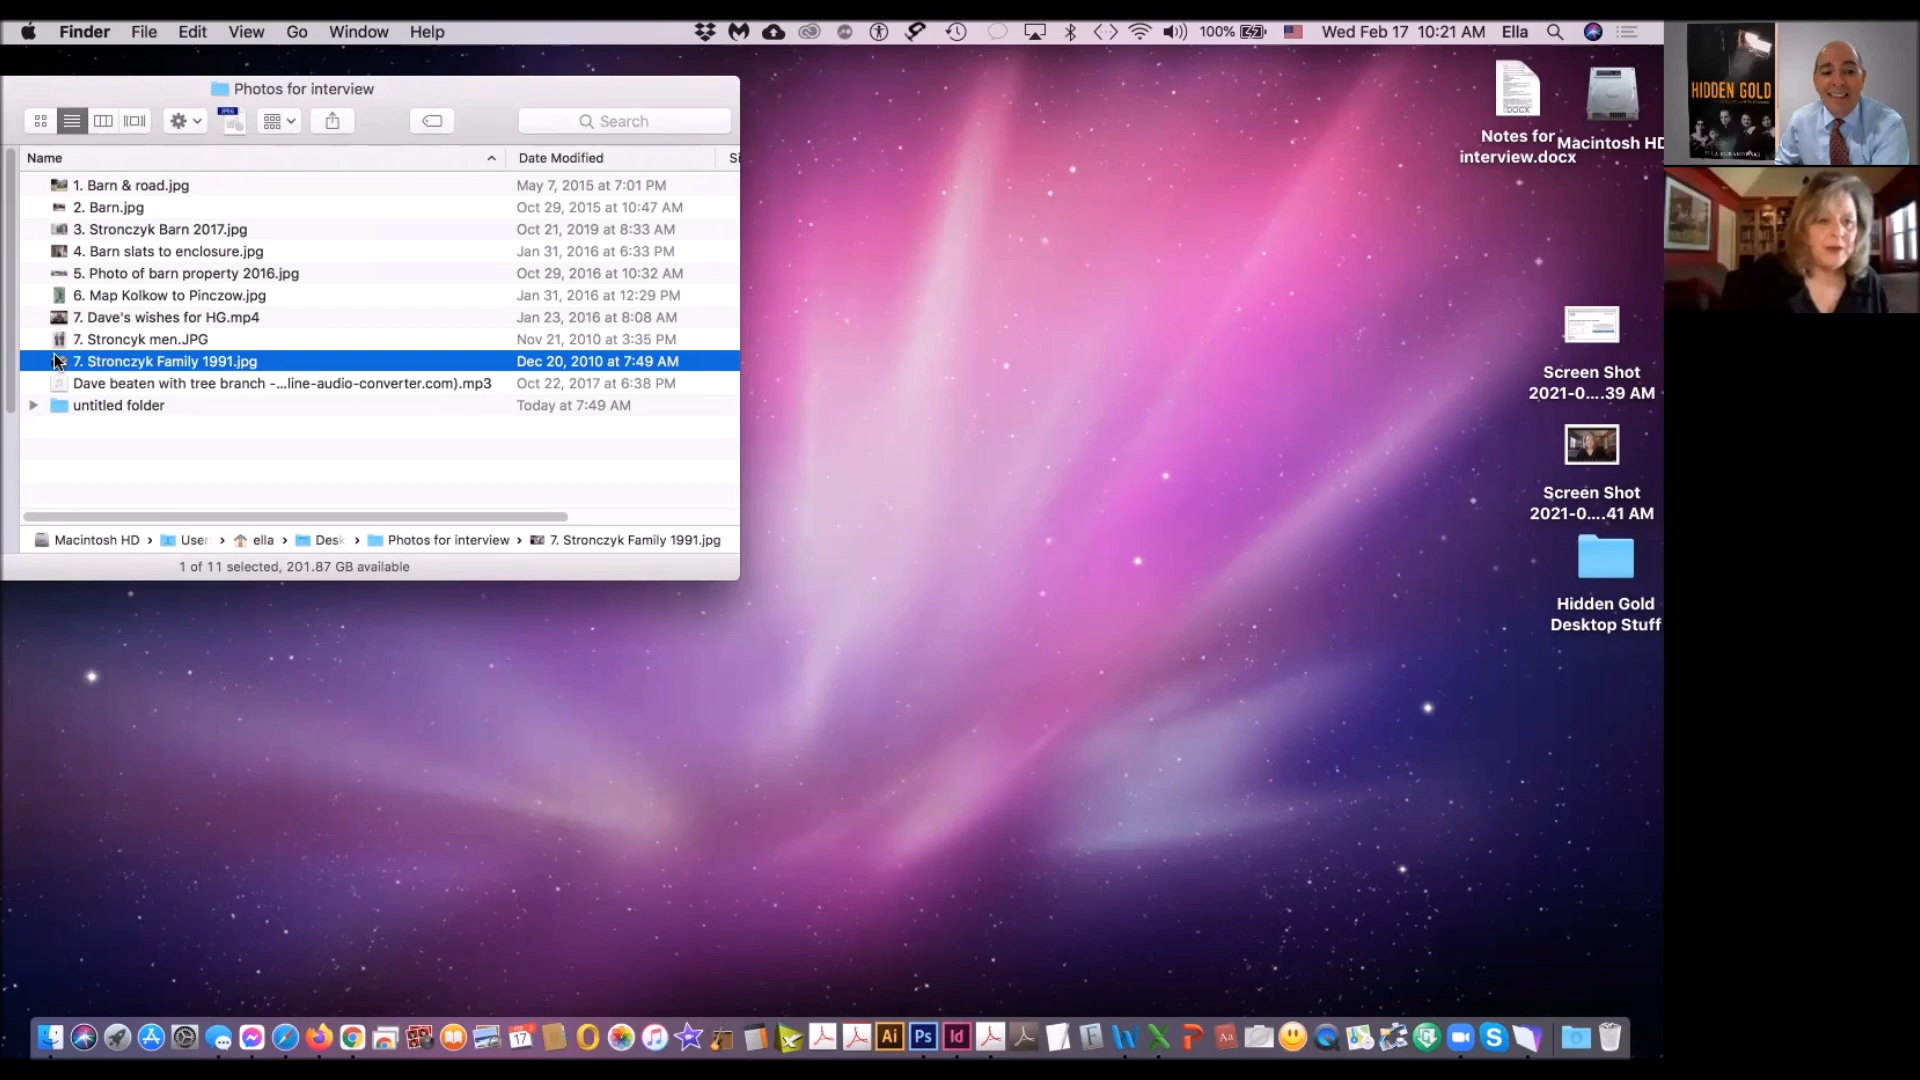 Finder File Edit View Go Window Help 100% Wed Feb 17 10:21 AM Ella
Photos for interview
JPEG
Search
Name Date Modified Si
1. Barn & road.jpg May 7, 2015 at 7:01 PM
2. Barn.jpg Oct 29, 2015 at 10:47 AM
3. Stronczyk Barn 2017.jpg Oct 21, 2019 at 8:33 AM
4. Barn slats to enclosure.jpg Jan 31, 2016 at 6:33 PM
5. Photo of barn property 2016.jpg Oct 29, 2016 at 10:32 AM
6. Map Kolkow to Pinczow.jpg Jan 31, 2016 at 12:29 PM
7. Dave's wishes for HG.mp4 Jan 23, 2016 at 8:08 AM
7. Stroncyk men.JPG Nov 21, 2010 at 3:35 PM
7. Stronczyk Family 1991.jpg Dec 20, 2010 at 7:49 AM
Dave beaten with tree branch -...line-audio-converter.com).mp3 Oct 22, 2017 at 6:38 PM
untitled folder Today at 7:49 AM
Macintosh HD › User › ella › Desk › Photos for interview › 7. Stronczyk Family 1991.jpg
1 of 11 selected, 201.87 GB available
DOCX
Notes for
interview.docx
Macintosh HD
Screen Shot
2021-0....39 AM
Screen Shot
2021-0....41 AM
Hidden Gold
Desktop Stuff
HIDDEN GOLD
17
Ai Ps Id
Aa